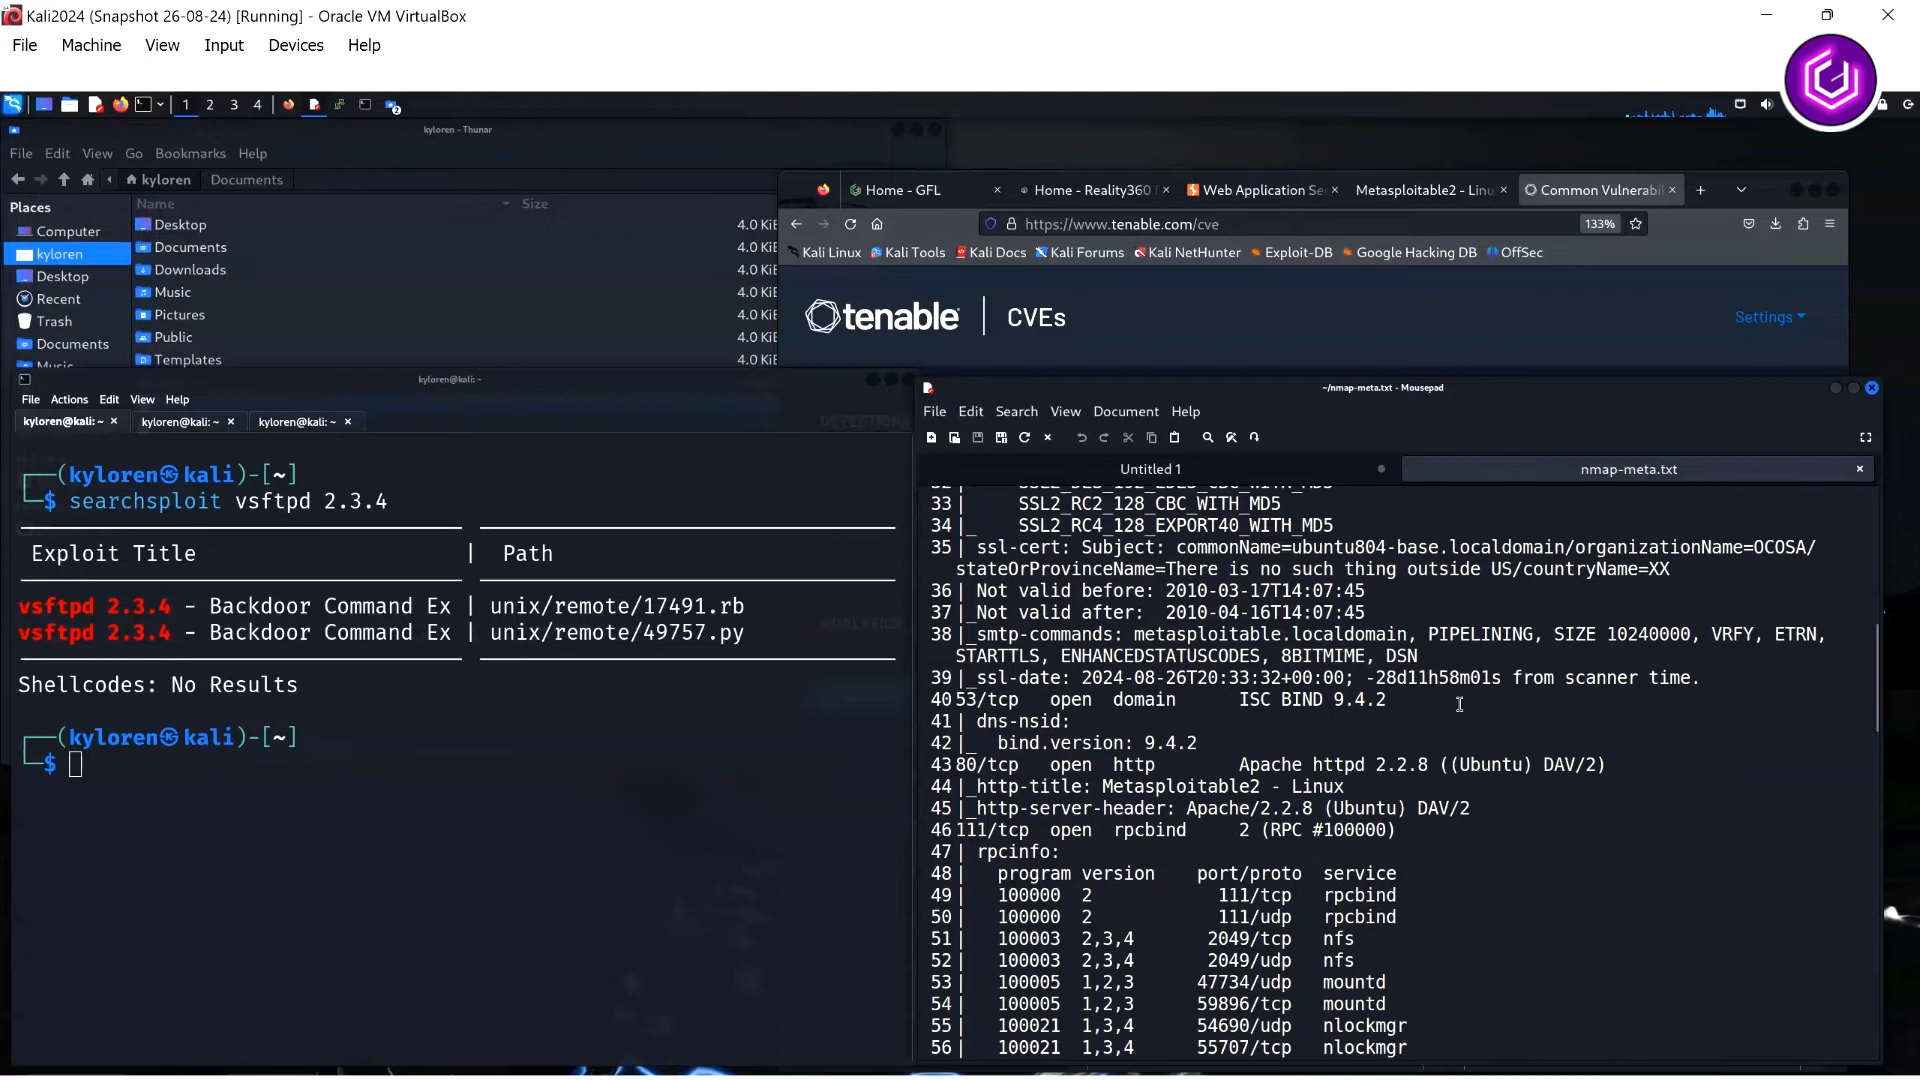 Kali2024 (Snapshot 26-08-24) [Running] - Oracle VM VirtualBox
File Machine View Input Devices Help
1 2 3 4
kyloren - Thunar
File Edit View Go Bookmarks Help
kyloren Documents
Places
Computer
kyloren
Desktop
Recent
Trash
Documents
Music
Name Size
Desktop 4.0 KiB
Documents 4.0 KiB
Downloads 4.0 KiB
Music 4.0 KiB
Pictures 4.0 KiB
Public 4.0 KiB
Templates 4.0 KiB
Home - GFL Home - Reality360 Web Application Se Metasploitable2 - Linu Common Vulnerabil
https://www.tenable.com/cve 133%
Kali Linux Kali Tools Kali Docs Kali Forums Kali NetHunter Exploit-DB Google Hacking DB OffSec
tenable | CVEs
Settings
kyloren@kali: ~
File Actions Edit View Help
kyloren@kali: ~ kyloren@kali: ~ kyloren@kali: ~
(kyloren㉿kali)-[~]
$ searchsploit vsftpd 2.3.4
Exploit Title | Path
vsftpd 2.3.4 - Backdoor Command Ex | unix/remote/17491.rb
vsftpd 2.3.4 - Backdoor Command Ex | unix/remote/49757.py
Shellcodes: No Results
(kyloren㉿kali)-[~]
$
~/nmap-meta.txt - Mousepad
File Edit Search View Document Help
Untitled 1 nmap-meta.txt
33 | SSL2_RC2_128_CBC_WITH_MD5
34 |_ SSL2_RC4_128_EXPORT40_WITH_MD5
35 | ssl-cert: Subject: commonName=ubuntu804-base.localdomain/organizationName=OCOSA/
stateOrProvinceName=There is no such thing outside US/countryName=XX
36 | Not valid before: 2010-03-17T14:07:45
37 |_Not valid after: 2010-04-16T14:07:45
38 |_smtp-commands: metasploitable.localdomain, PIPELINING, SIZE 10240000, VRFY, ETRN,
STARTTLS, ENHANCEDSTATUSCODES, 8BITMIME, DSN
39 |_ssl-date: 2024-08-26T20:33:32+00:00; -28d11h58m01s from scanner time.
40 53/tcp open domain ISC BIND 9.4.2
41 | dns-nsid:
42 |_ bind.version: 9.4.2
43 80/tcp open http Apache httpd 2.2.8 ((Ubuntu) DAV/2)
44 |_http-title: Metasploitable2 - Linux
45 |_http-server-header: Apache/2.2.8 (Ubuntu) DAV/2
46 111/tcp open rpcbind 2 (RPC #100000)
47 | rpcinfo:
48 | program version port/proto service
49 | 100000 2 111/tcp rpcbind
50 | 100000 2 111/udp rpcbind
51 | 100003 2,3,4 2049/tcp nfs
52 | 100003 2,3,4 2049/udp nfs
53 | 100005 1,2,3 47734/udp mountd
54 | 100005 1,2,3 59896/tcp mountd
55 | 100021 1,3,4 54690/udp nlockmgr
56 | 100021 1,3,4 55707/tcp nlockmgr